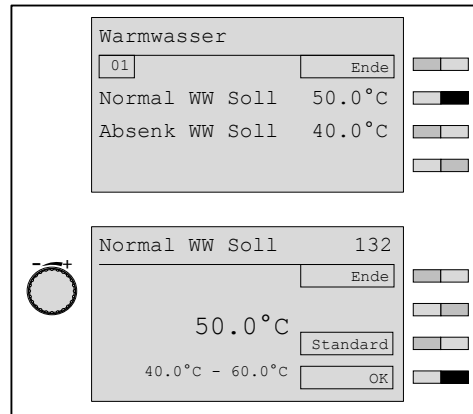 Warmwasser
01 Ende
Normal WW Soll 50.0°C
Absenk WW Soll 40.0°C
Normal WW Soll 132
Ende
- +
50.0°C
Standard
40.0°C - 60.0°C OK